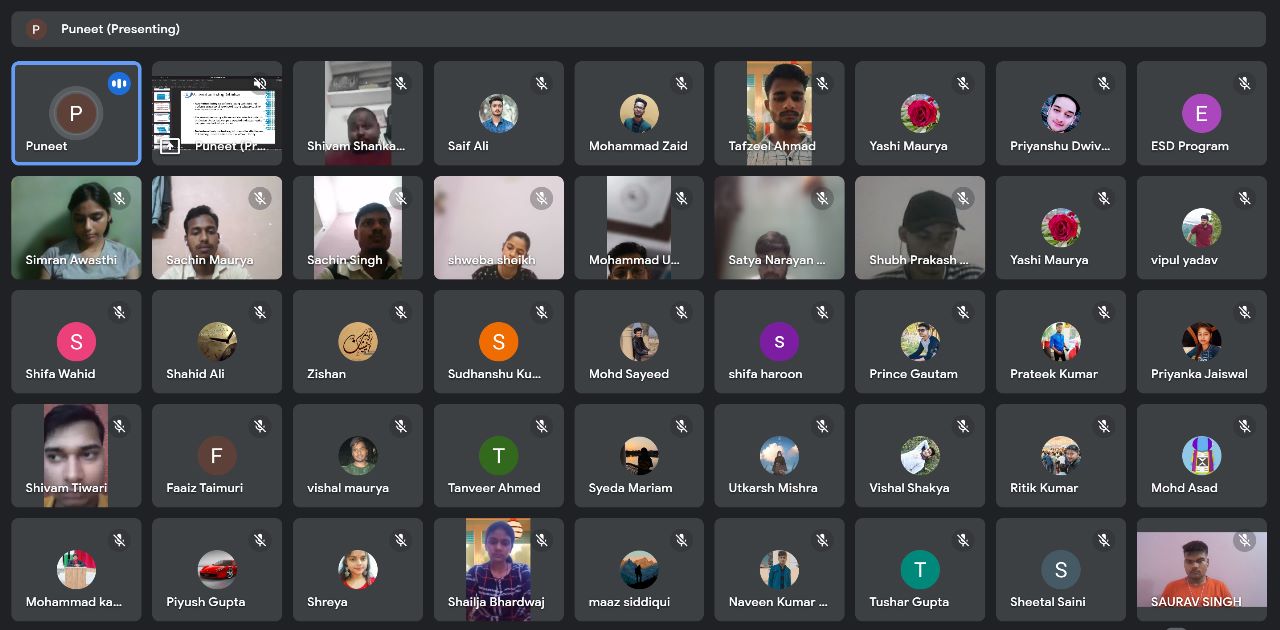 P
Puneet (Presenting)
P
Puneet
Puneet (Pr...
Shivam Shanka...
Saif Ali
Mohammad Zaid
Tafzeel Ahmad
Yashi Maurya
Priyanshu Dwiv...
E
ESD Program
Simran Awasthi
Sachin Maurya
Sachin Singh
shweba sheikh
Mohammad U...
Satya Narayan ...
Shubh Prakash ...
Yashi Maurya
vipul yadav
S
Shifa Wahid
Shahid Ali
Zishan
S
Sudhanshu Ku...
Mohd Sayeed
s
shifa haroon
Prince Gautam
Prateek Kumar
Priyanka Jaiswal
Shivam Tiwari
F
Faaiz Taimuri
vishal maurya
T
Tanveer Ahmed
Syeda Mariam
Utkarsh Mishra
Vishal Shakya
Ritik Kumar
Mohd Asad
Mohammad ka...
Piyush Gupta
Shreya
Shailja Bhardwaj
maaz siddiqui
Naveen Kumar ...
T
Tushar Gupta
S
Sheetal Saini
SAURAV SINGH